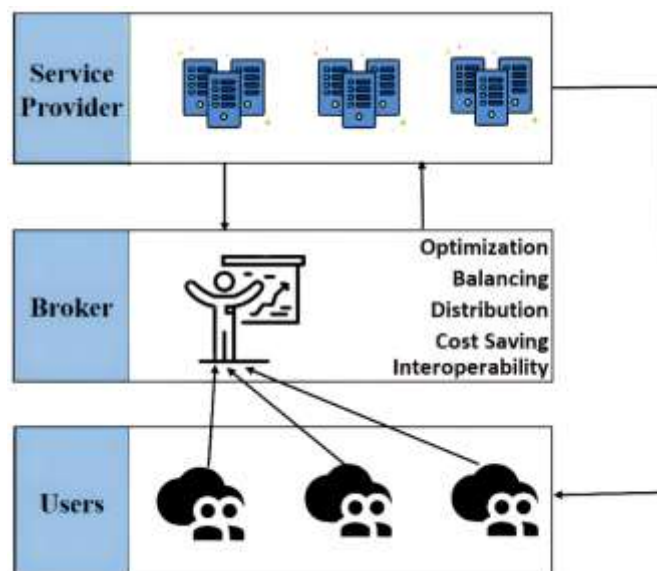 Service
Provider
Broker
Optimization
Balancing
Distribution
Cost Saving
Interoperability
Users